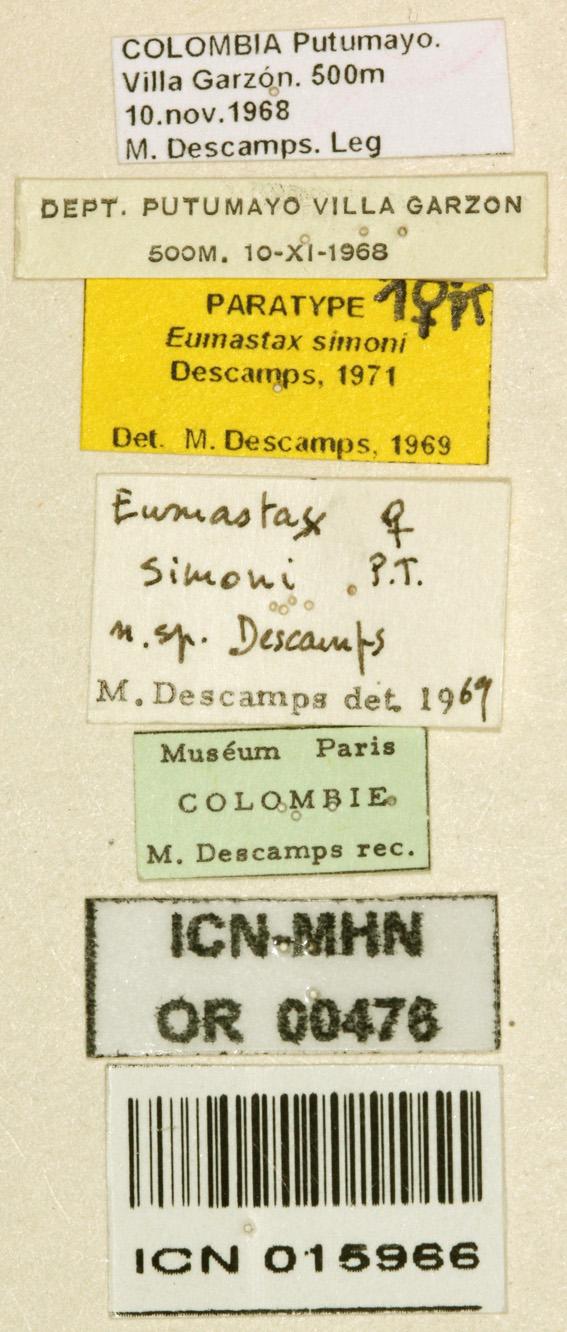 COLOMBIA Putumayo.
Villa Garzón. 500m
10.nov.1968
M. Descamps. Leg
DEPT. PUTUMAYO VILLA GARZON
500M. 10-XI-1968
PARATYPE 1♀
Eumastax simoni
Descamps, 1971
Det. M. Descamps, 1969
Eumastax ♀
simoni P.T.
n.sp. Descamps
M. Descamps det. 1969
Muséum Paris
COLOMBIE
M. Descamps rec.
ICN-MHN
OR 00476
ICN 015966